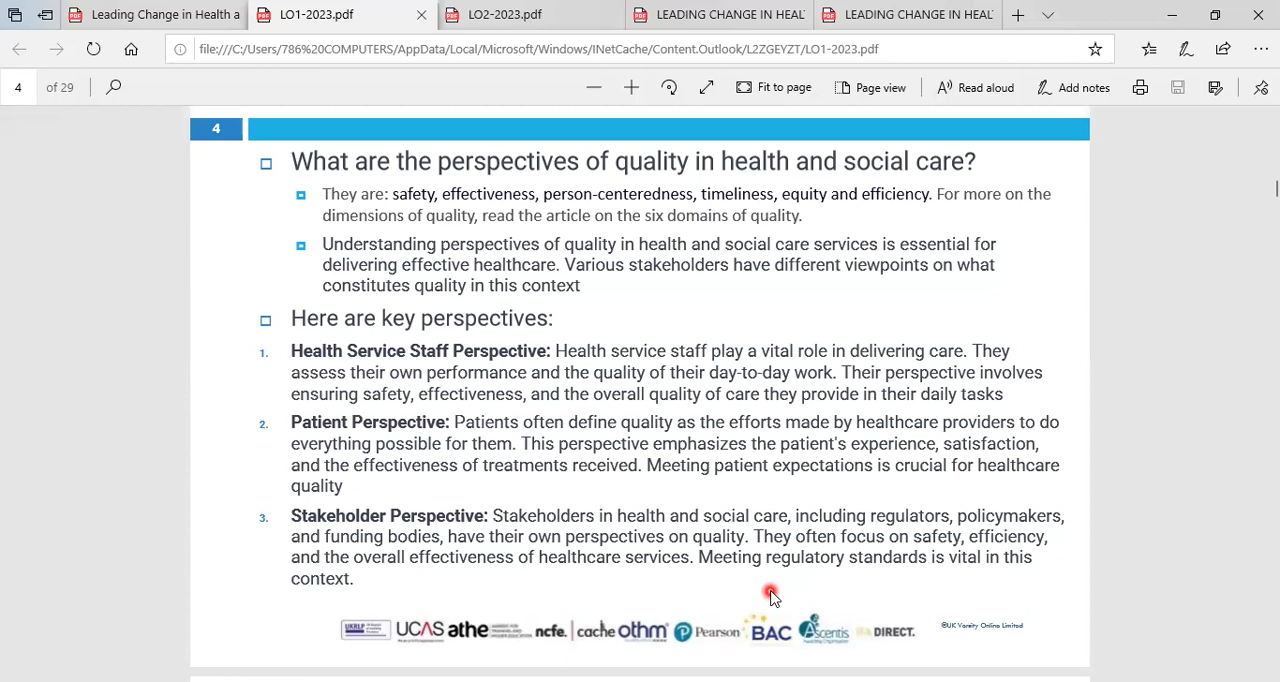 Leading Change in Health a
LO1-2023.pdf
LO2-2023.pdf
LEADING CHANGE IN HEAL
LEADING CHANGE IN HEAL
file:///C:/Users/786%20COMPUTERS/AppData/Local/Microsoft/Windows/INetCache/Content.Outlook/L2ZGEYZT/LO1-2023.pdf
4 of 29
Fit to page
Page view
Read aloud
Add notes
4
What are the perspectives of quality in health and social care?
They are: safety, effectiveness, person-centeredness, timeliness, equity and efficiency. For more on the
dimensions of quality, read the article on the six domains of quality.
Understanding perspectives of quality in health and social care services is essential for
delivering effective healthcare. Various stakeholders have different viewpoints on what
constitutes quality in this context
Here are key perspectives:
1. Health Service Staff Perspective: Health service staff play a vital role in delivering care. They
assess their own performance and the quality of their day-to-day work. Their perspective involves
ensuring safety, effectiveness, and the overall quality of care they provide in their daily tasks
2. Patient Perspective: Patients often define quality as the efforts made by healthcare providers to do
everything possible for them. This perspective emphasizes the patient's experience, satisfaction,
and the effectiveness of treatments received. Meeting patient expectations is crucial for healthcare
quality
3. Stakeholder Perspective: Stakeholders in health and social care, including regulators, policymakers,
and funding bodies, have their own perspectives on quality. They often focus on safety, efficiency,
and the overall effectiveness of healthcare services. Meeting regulatory standards is vital in this
context.
UKRLP UCAS athe ncfe. cache othm Pearson BAC Ascentis DIRECT.
©UK Varsity Online Limited